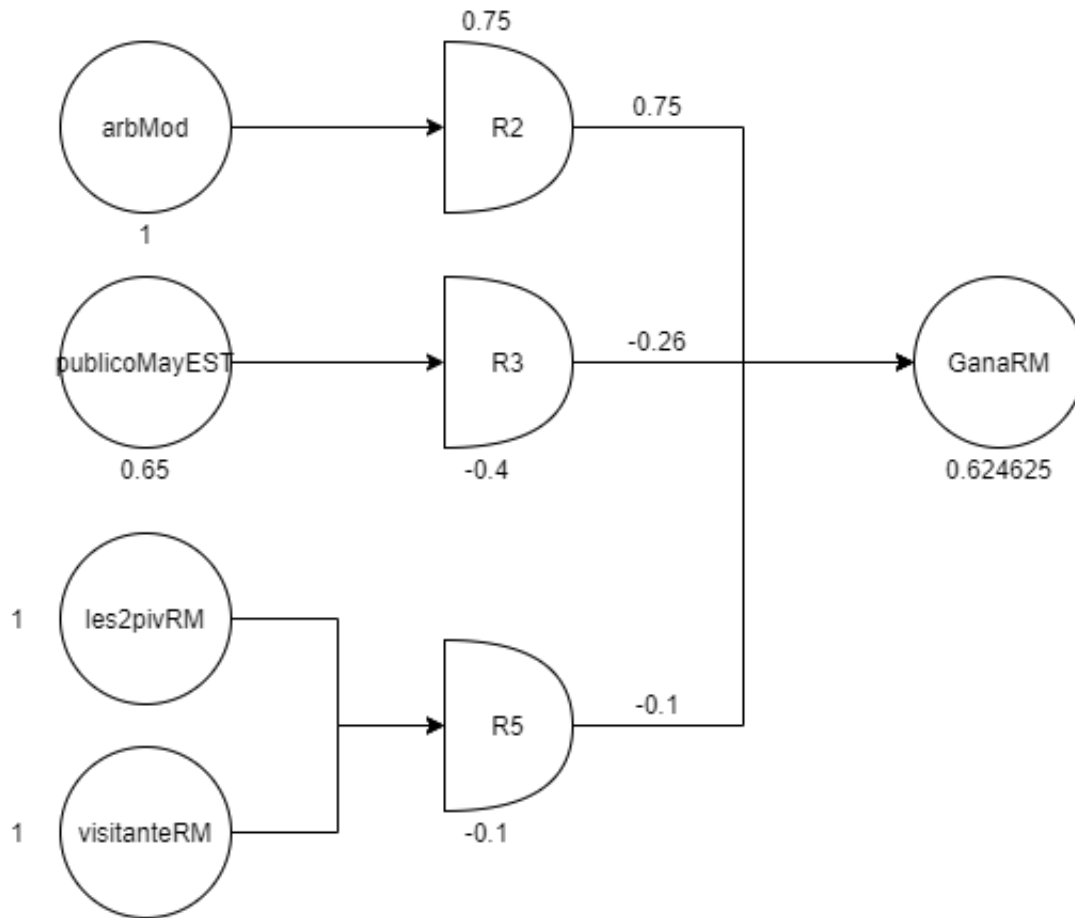 0.75
arbMod
R2
0.75
1
publicoMayEST
R3
-0.26
GanaRM
0.65
-0.4
0.624625
1
les2pivRM
R5
-0.1
1
visitanteRM
-0.1